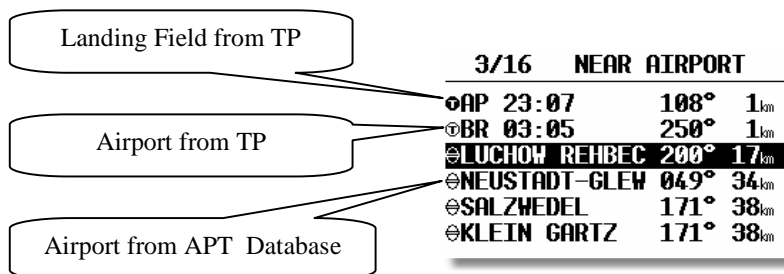 Landing Field from TP
Airport from TP
Airport from APT Database
3/16 NEAR AIRPORT
AP 23:07 108° 1km
BR 03:05 250° 1km
LUCHOW REHBEC 200° 17km
NEUSTADT-GLEW 049° 34km
SALZWEDEL 171° 38km
KLEIN GARTZ 171° 38km